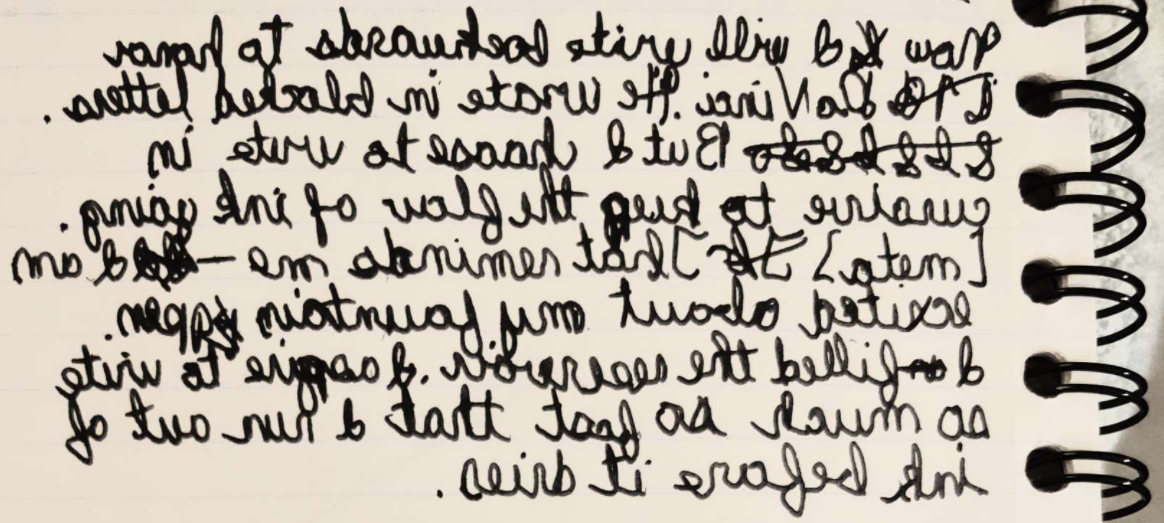 Now I will write backwards to honor
DaVinci. He wrote in blocked letters.
But I choose to write in
cursive to keep the flow of ink going.
[meta] That reminds me – I am
exited about my fountain pen.
I filled the reservoir. I aspire to write
so much so fast that I run out of
ink before it dries.